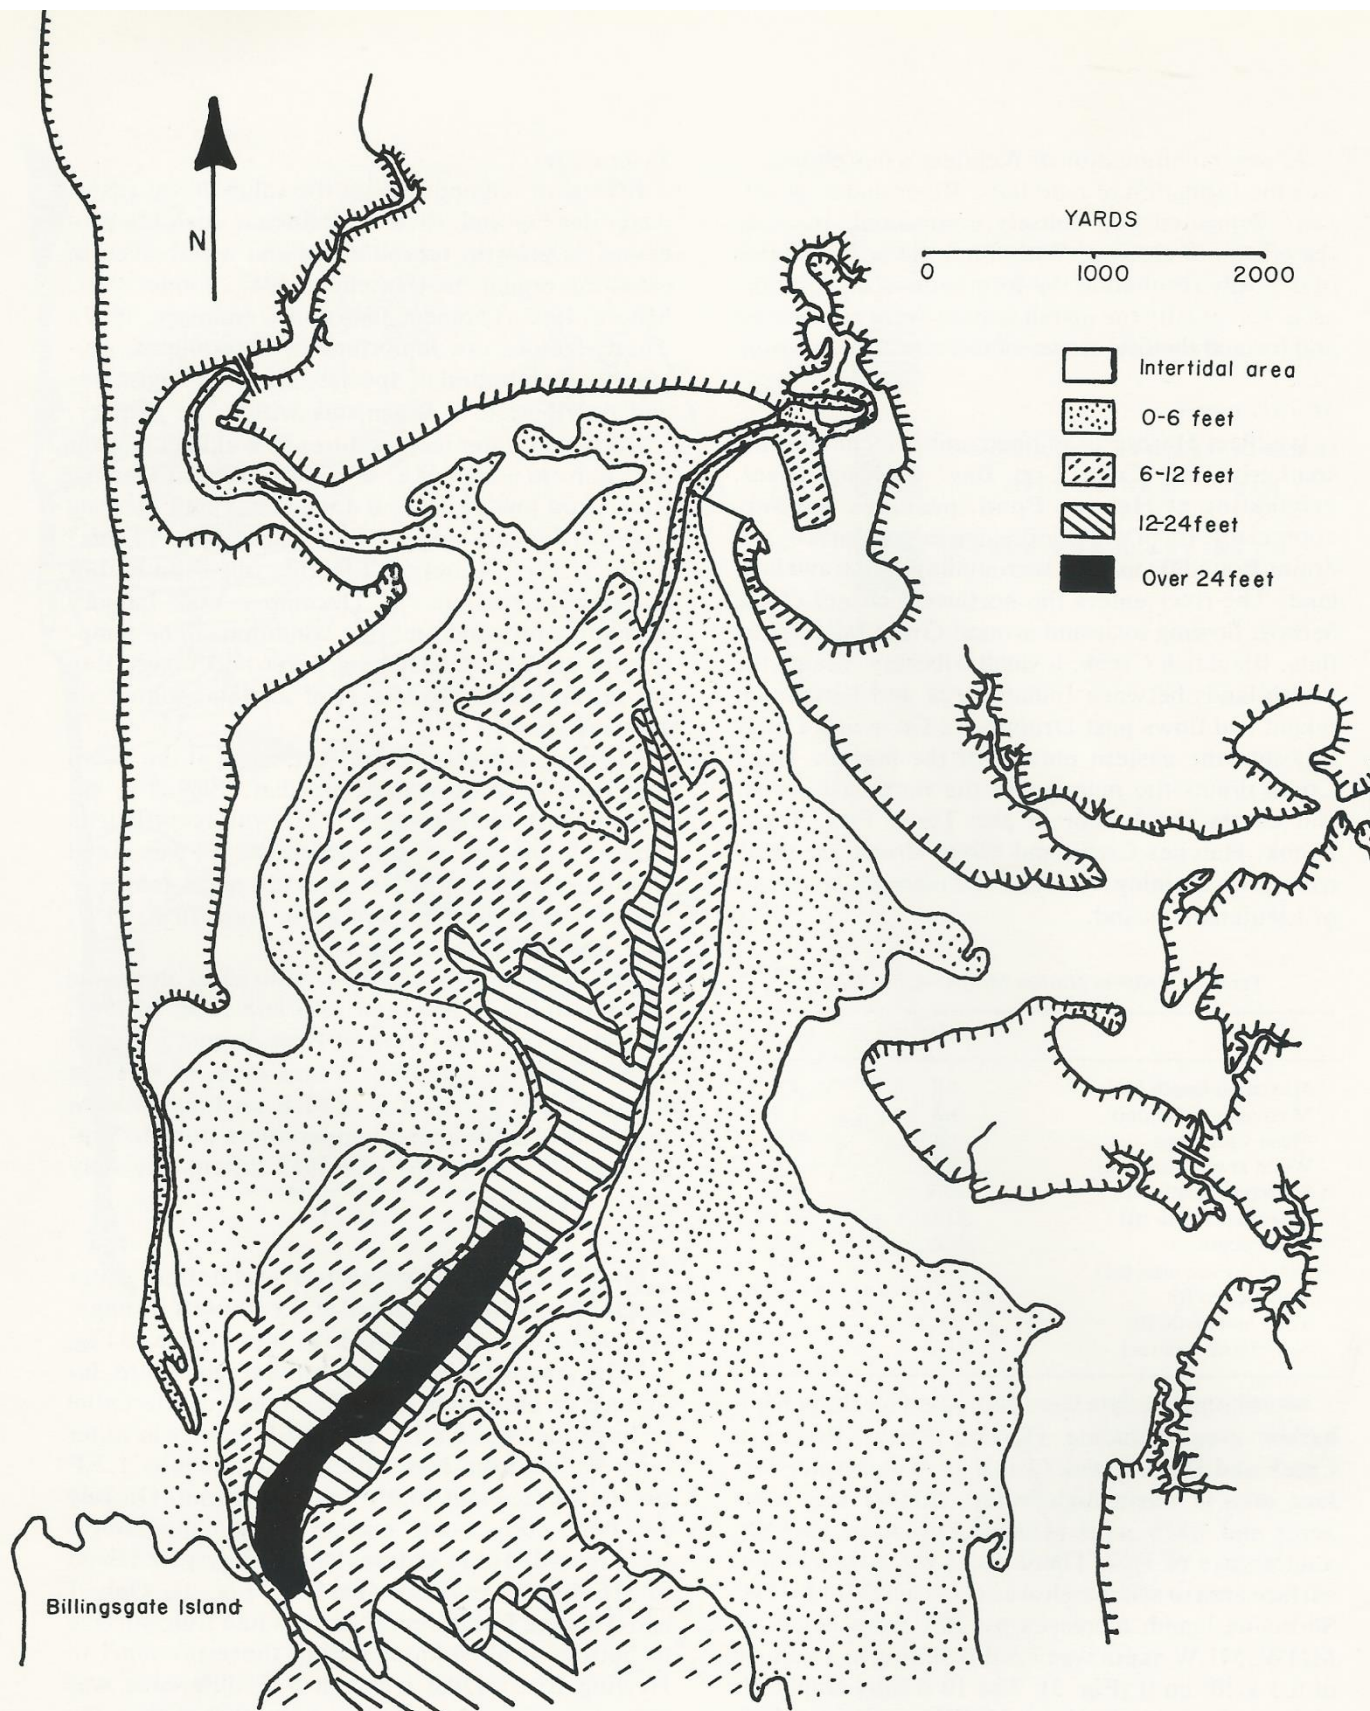 N
YARDS
0 1000 2000
Intertidal area
0-6 feet
6-12 feet
12-24 feet
Over 24 feet
Billingsgate Island